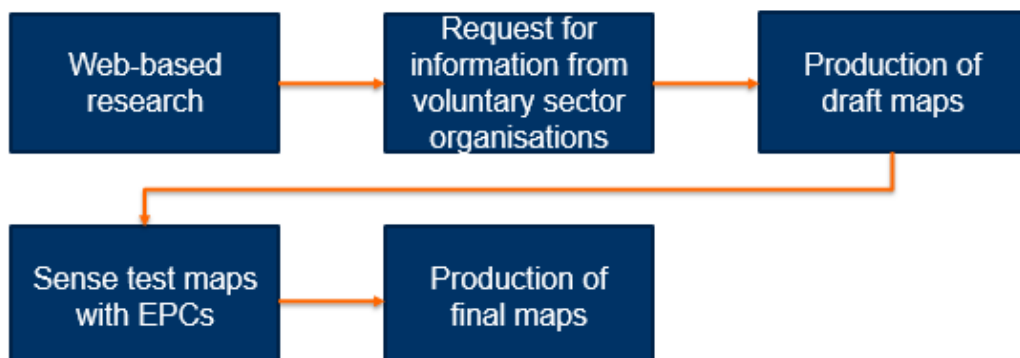 Web-based
research
Request for
information from
voluntary sector
organisations
Production of
draft maps
Sense test maps
with EPCs
Production of
final maps